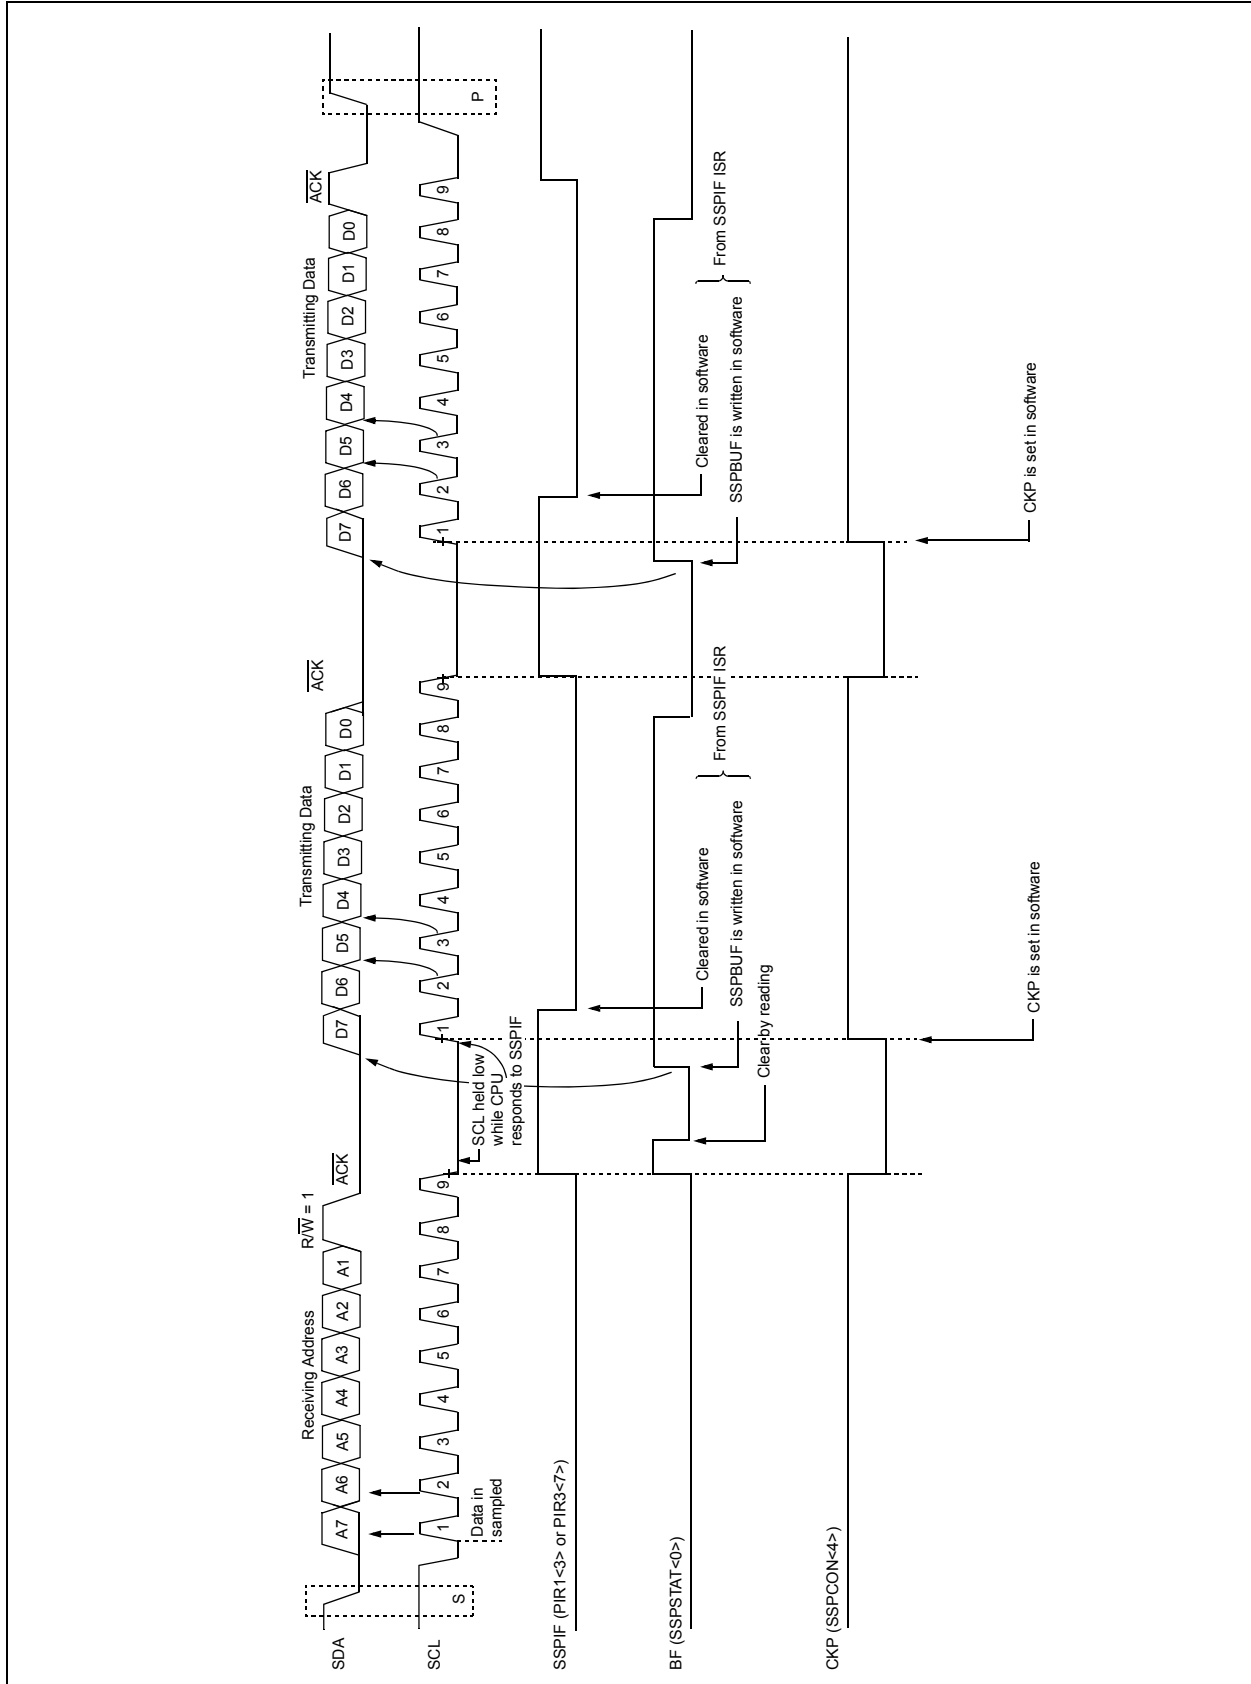 Receiving Address
R/W = 1
ACK
Transmitting Data
ACK
Transmitting Data
ACK
SDA
A7
A6
A5
A4
A3
A2
A1
D7
D6
D5
D4
D3
D2
D1
D0
D7
D6
D5
D4
D3
D2
D1
D0
SCL
S
1
2
3
4
5
6
7
8
9
1
2
3
4
5
6
7
8
9
1
2
3
4
5
6
7
8
9
P
Data in
sampled
SCL held low
while CPU
responds to SSPIF
SSPIF (PIR1<3> or PIR3<7>)
BF (SSPSTAT<0>)
Cleared in software
Cleared in software
From SSPIF ISR
From SSPIF ISR
SSPBUF is written in software
SSPBUF is written in software
Clear by reading
CKP (SSPCON<4>)
CKP is set in software
CKP is set in software